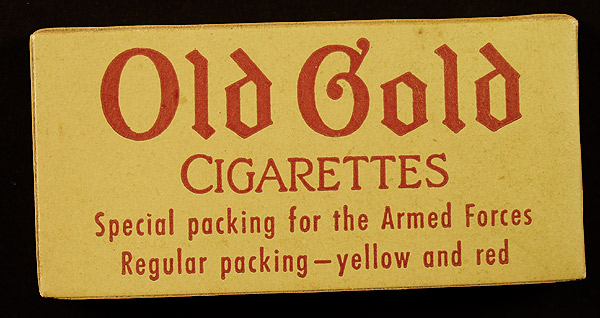 Old Gold
CIGARETTES
Special packing for the Armed Forces
Regular packing—yellow and red